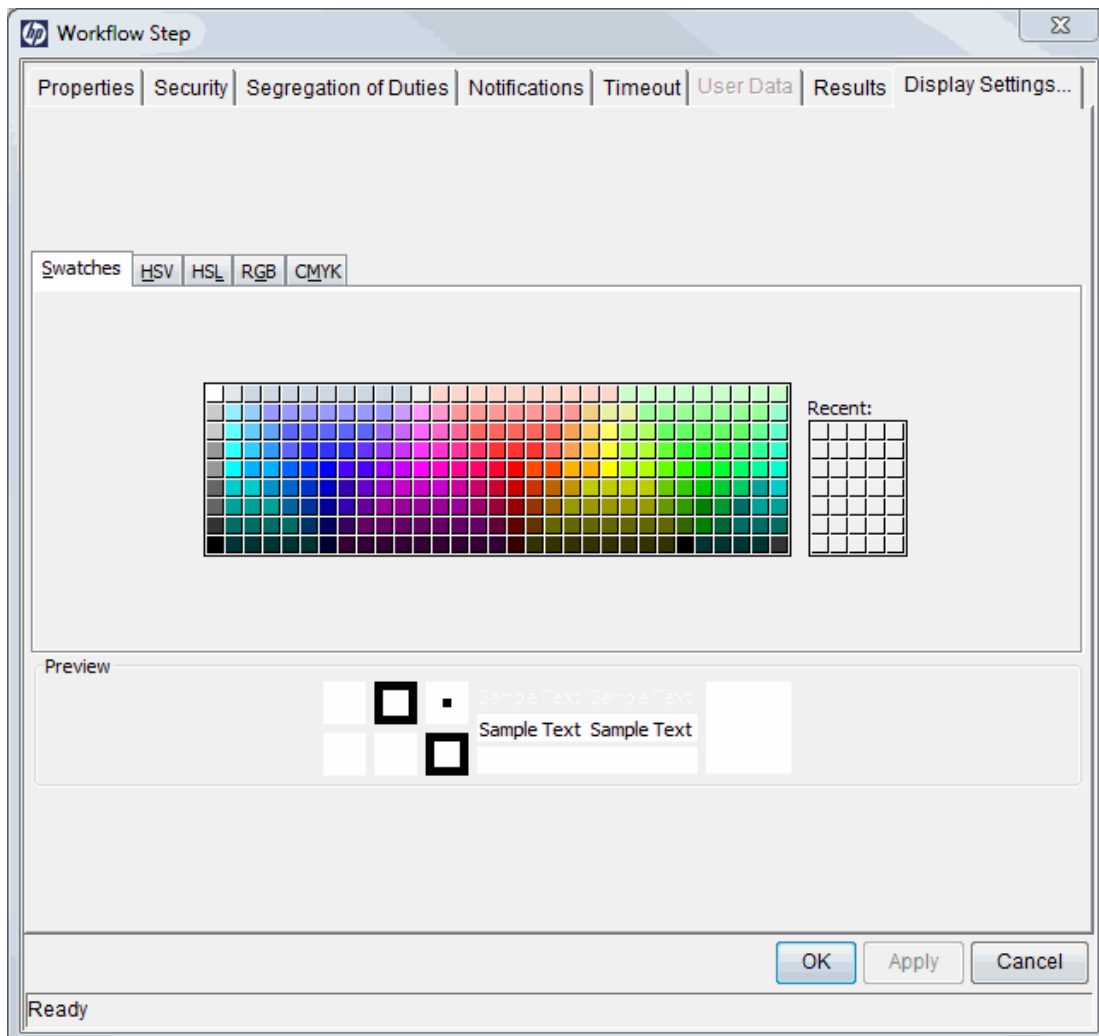 hp Workflow Step
Properties Security Segregation of Duties Notifications Timeout User Data Results Display Settings...
Swatches HSV HSL RGB CMYK
Recent:
Preview
Sample Text Sample Text
Sample Text Sample Text
OK Apply Cancel
Ready